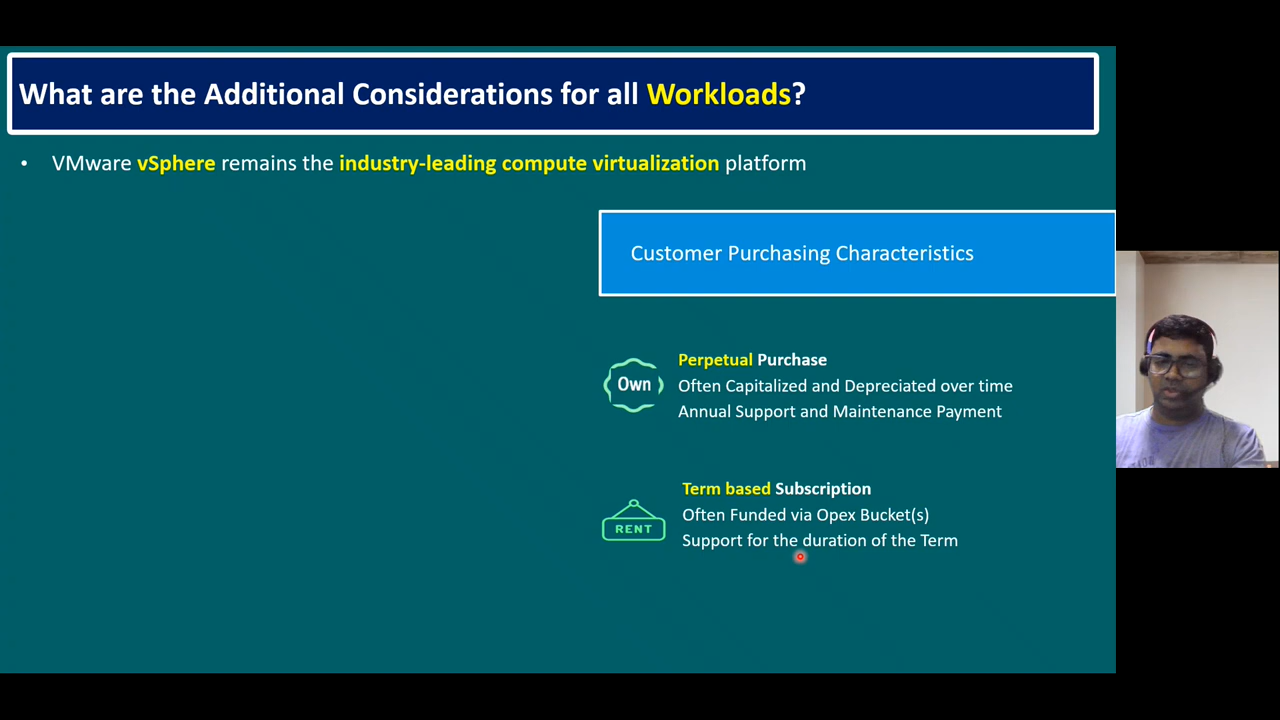 What are the Additional Considerations for all Workloads?
• VMware vSphere remains the industry-leading compute virtualization platform
Customer Purchasing Characteristics
Own
Perpetual Purchase
Often Capitalized and Depreciated over time
Annual Support and Maintenance Payment
RENT
Term based Subscription
Often Funded via Opex Bucket(s)
Support for the duration of the Term